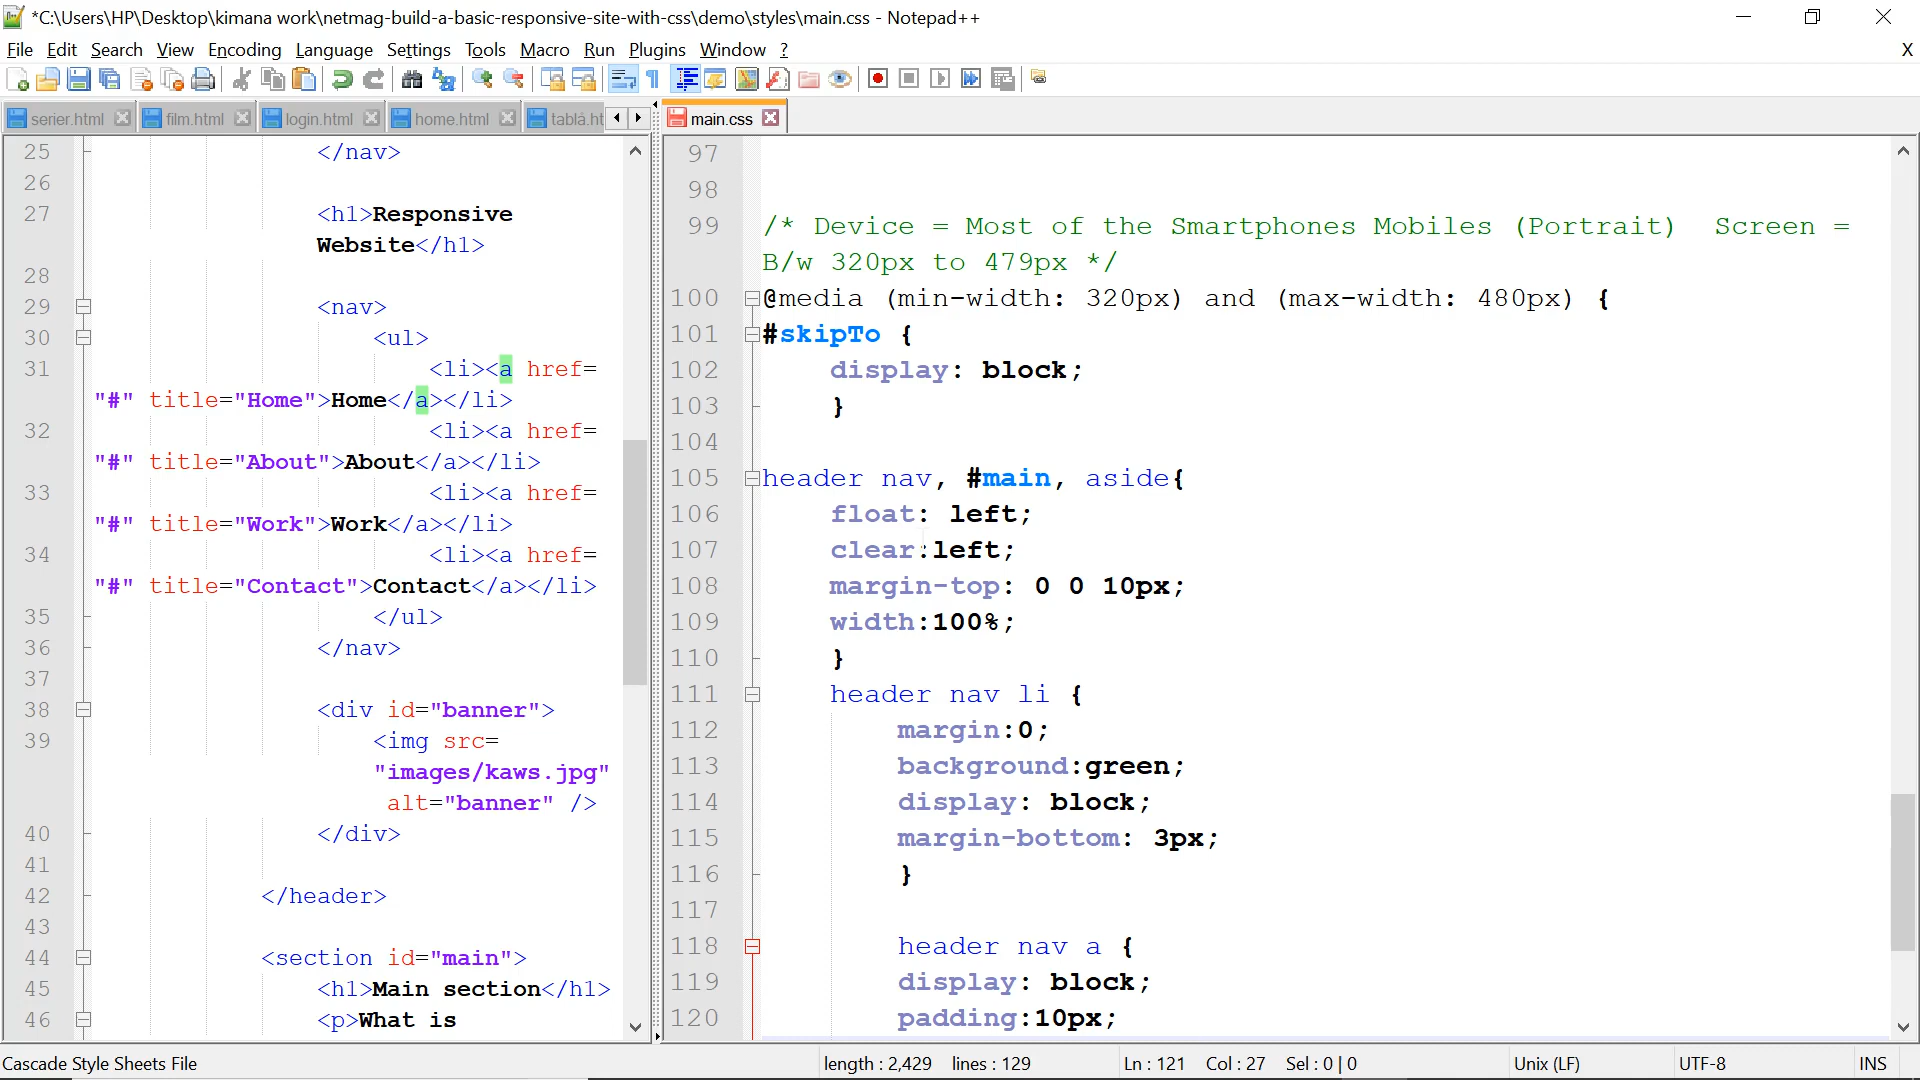 *C:\Users\HP\Desktop\kimana work\netmag-build-a-basic-responsive-site-with-css\demo\styles\main.css - Notepad++
File Edit Search View Encoding Language Settings Tools Macro Run Plugins Window ?
X
serier.html film.html login.html home.html tablå.ht
main.css
25 </nav>
26
27 <h1>Responsive
Website</h1>
28
29 <nav>
30 <ul>
31 <li><a href=
"#" title="Home">Home</a></li>
32 <li><a href=
"#" title="About">About</a></li>
33 <li><a href=
"#" title="Work">Work</a></li>
34 <li><a href=
"#" title="Contact">Contact</a></li>
35 </ul>
36 </nav>
37
38 <div id="banner">
39 <img src=
"images/kaws.jpg"
alt="banner" />
40 </div>
41
42 </header>
43
44 <section id="main">
45 <h1>Main section</h1>
46 <p>What is
97
98
99 /* Device = Most of the Smartphones Mobiles (Portrait)  Screen =
B/w 320px to 479px */
100 @media (min-width: 320px) and (max-width: 480px) {
101 #skipTo {
102 display: block;
103 }
104
105 header nav, #main, aside{
106 float: left;
107 clear:left;
108 margin-top: 0 0 10px;
109 width:100%;
110 }
111 header nav li {
112 margin:0;
113 background:green;
114 display: block;
115 margin-bottom: 3px;
116 }
117
118 header nav a {
119 display: block;
120 padding:10px;
Cascade Style Sheets File length : 2,429 lines : 129 Ln : 121 Col : 27 Sel : 0 | 0 Unix (LF) UTF-8 INS